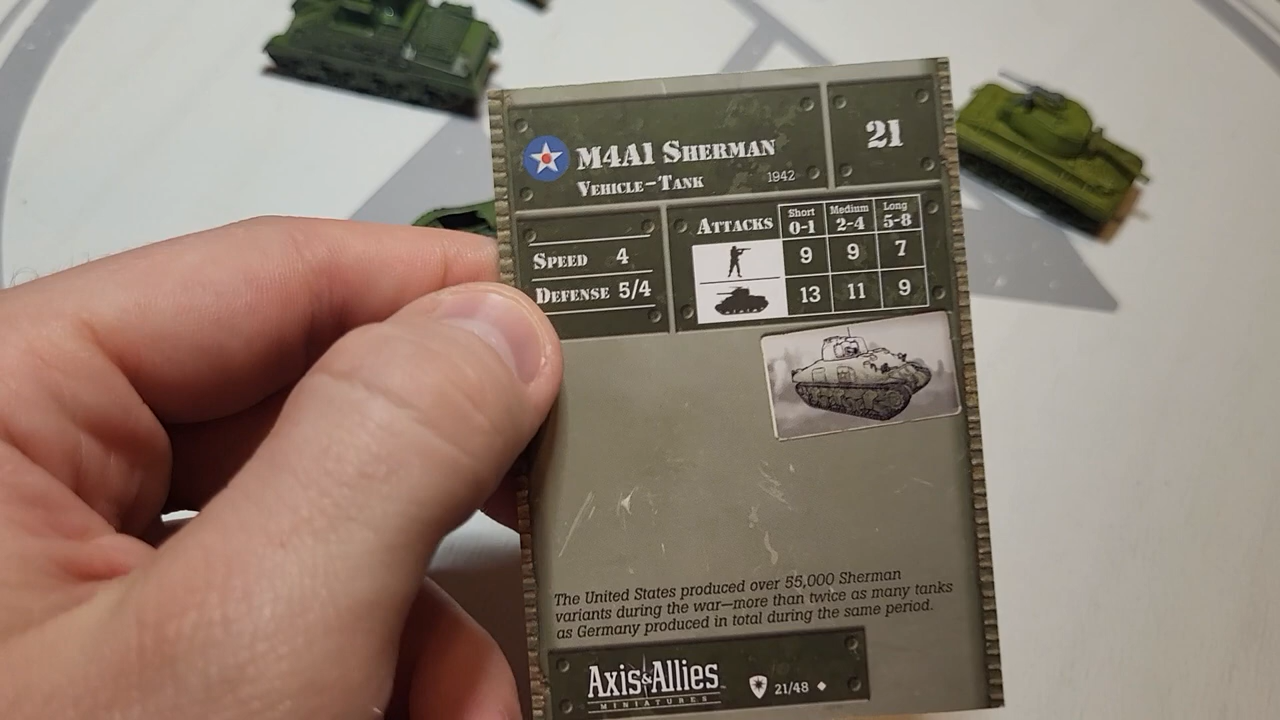 M4A1 SHERMAN
VEHICLE-TANK 1942
21
SPEED 4
DEFENSE 5/4
ATTACKS
Short Medium Long
0-1 2-4 5-8
9 9 7
13 11 9
The United States produced over 55,000 Sherman
variants during the war—more than twice as many tanks
as Germany produced in total during the same period.
Axis&Allies
MINIATURES
21/48